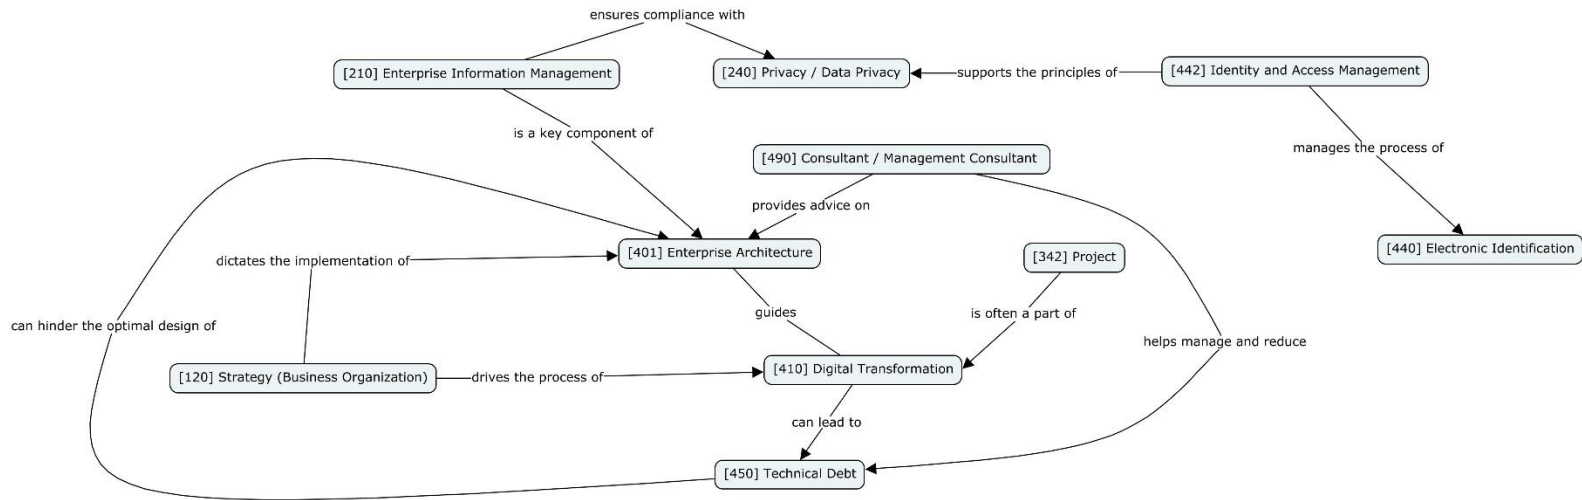 ensures compliance with
[210] Enterprise Information Management
[240] Privacy / Data Privacy
supports the principles of
[442] Identity and Access Management
is a key component of
manages the process of
[490] Consultant / Management Consultant
provides advice on
[401] Enterprise Architecture
[342] Project
[440] Electronic Identification
dictates the implementation of
guides
is often a part of
can hinder the optimal design of
helps manage and reduce
[120] Strategy (Business Organization)
drives the process of
[410] Digital Transformation
can lead to
[450] Technical Debt